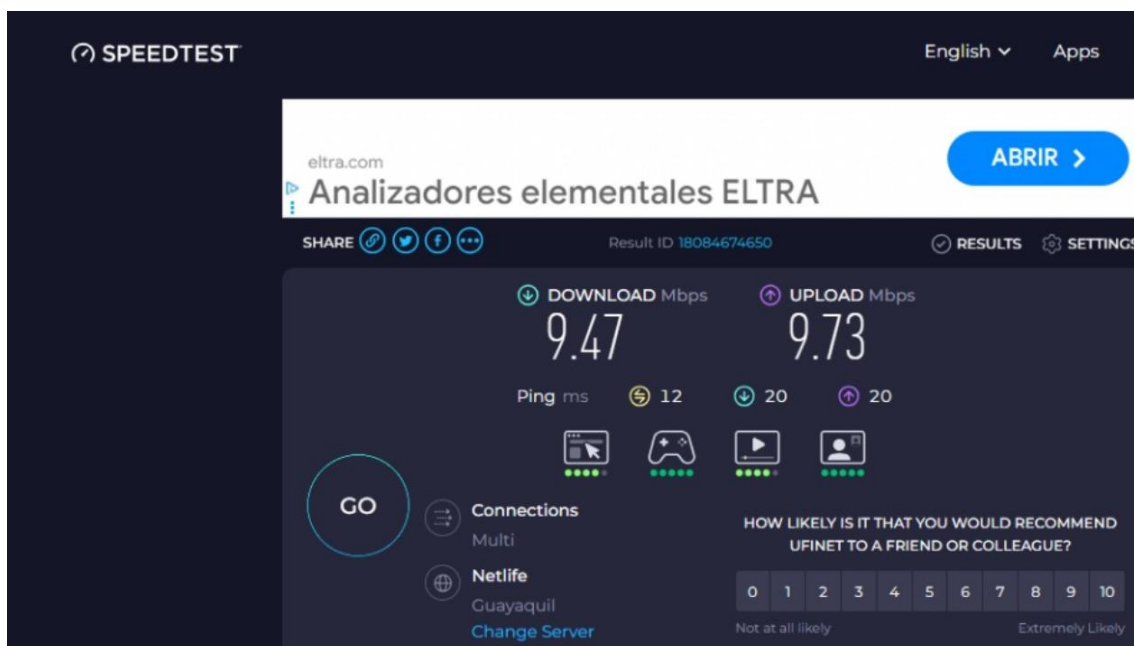 SPEEDTEST
English Apps
eltra.com
Analizadores elementales ELTRA
ABRIR
SHARE Result ID 18084674650 RESULTS SETTINGS
DOWNLOAD Mbps UPLOAD Mbps
9.47 9.73
Ping ms 12 20 20
GO
Connections
Multi
Netlife
Guayaquil
Change Server
HOW LIKELY IS IT THAT YOU WOULD RECOMMEND
UFINET TO A FRIEND OR COLLEAGUE?
0 1 2 3 4 5 6 7 8 9 10
Not at all likely Extremely Likely